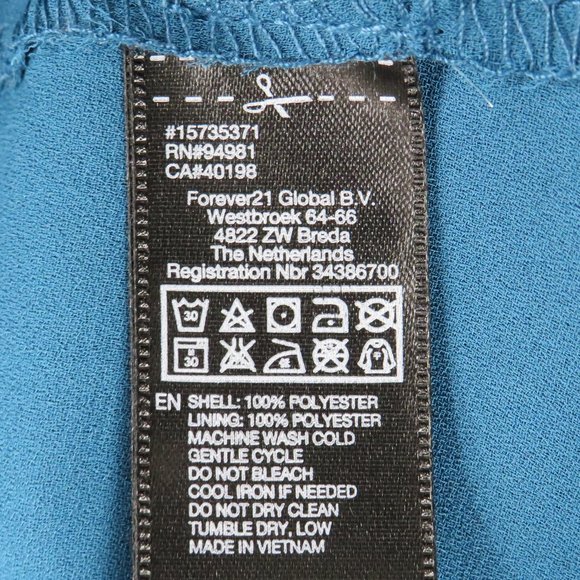 #15735371
RN#94981
CA#40198
Forever21 Global B.V.
Westbroek 64-66
4822 ZW Breda
The Netherlands
Registration Nbr 34386700
30
30
EN SHELL: 100% POLYESTER
LINING: 100% POLYESTER
MACHINE WASH COLD
GENTLE CYCLE
DO NOT BLEACH
COOL IRON IF NEEDED
DO NOT DRY CLEAN
TUMBLE DRY, LOW
MADE IN VIETNAM